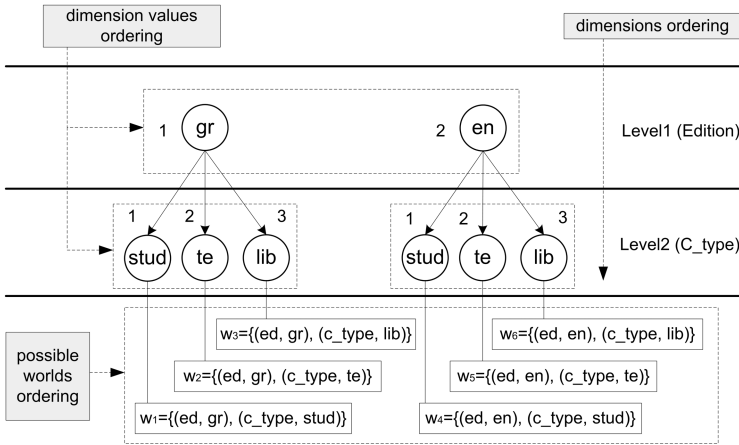 dimension values
ordering
dimensions ordering
1
gr
2
en
Level1 (Edition)
1
2
3
1
2
3
stud
te
lib
stud
te
lib
Level2 (C_type)
possible
worlds
ordering
w3={(ed, gr), (c_type, lib)}
w6={(ed, en), (c_type, lib)}
w2={(ed, gr), (c_type, te)}
w5={(ed, en), (c_type, te)}
w1={(ed, gr), (c_type, stud)}
w4={(ed, en), (c_type, stud)}